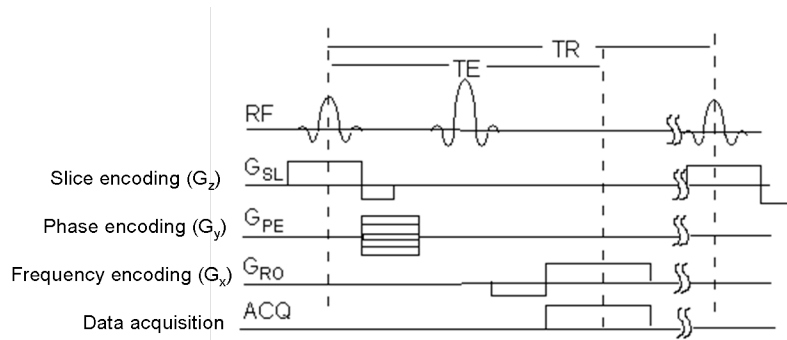 TR
TE
RF
Slice encoding (Gz) GSL
Phase encoding (Gy) GPE
Frequency encoding (Gx) GRO
Data acquisition ACQ